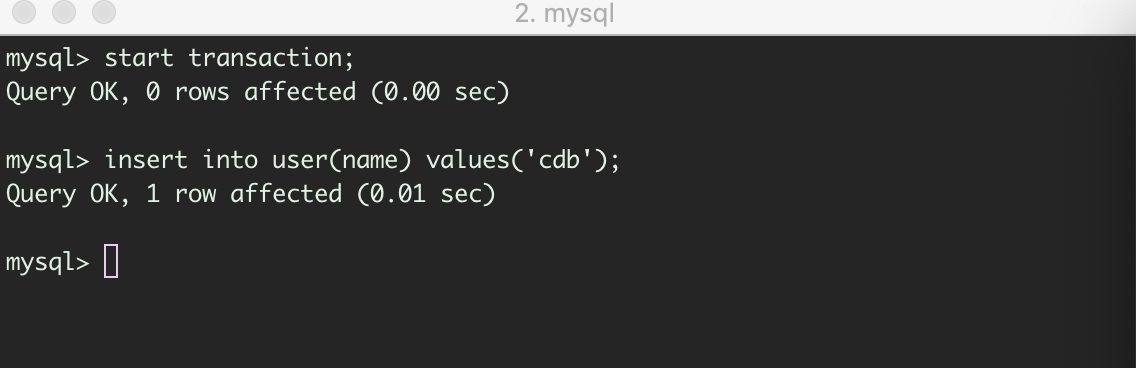 2. mysql
mysql> start transaction;
Query OK, 0 rows affected (0.00 sec)
mysql> insert into user(name) values('cdb');
Query OK, 1 row affected (0.01 sec)
mysql>